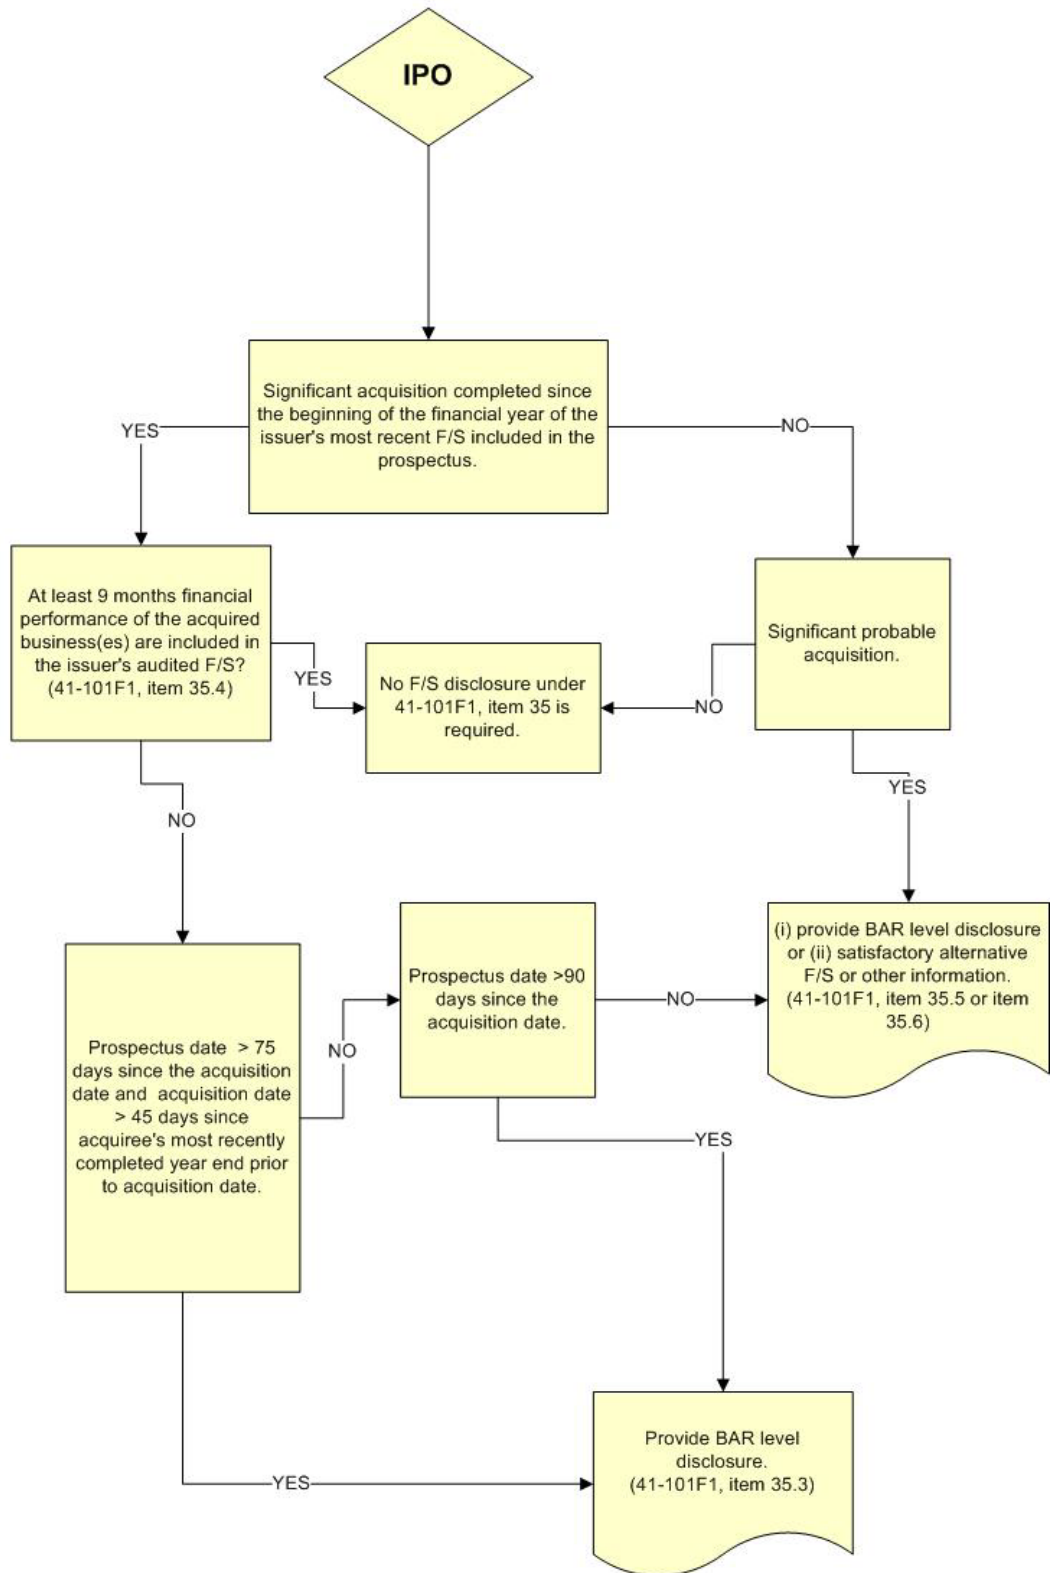 IPO
Significant acquisition completed since
the beginning of the financial year of the
issuer's most recent F/S included in the
prospectus.
YES
NO
At least 9 months financial
performance of the acquired
business(es) are included in
the issuer's audited F/S?
(41-101F1, item 35.4)
YES
No F/S disclosure under
41-101F1, item 35 is
required.
NO
Significant probable
acquisition.
YES
NO
Prospectus date > 75
days since the acquisition
date and acquisition date
> 45 days since
acquiree's most recently
completed year end prior
to acquisition date.
NO
Prospectus date >90
days since the
acquisition date.
NO
(i) provide BAR level disclosure
or (ii) satisfactory alternative
F/S or other information.
(41-101F1, item 35.5 or item
35.6)
YES
YES
Provide BAR level
disclosure.
(41-101F1, item 35.3)